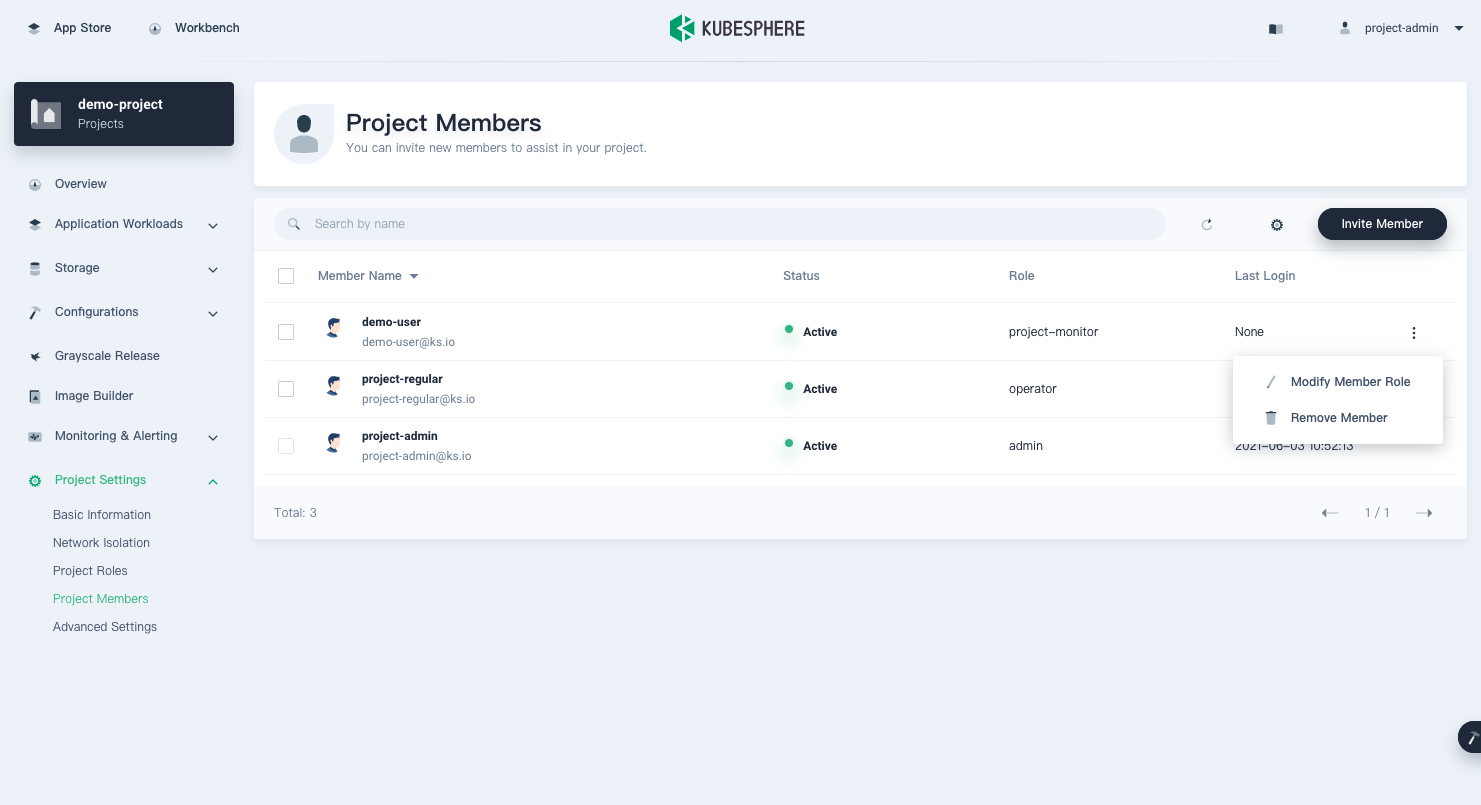 App Store
Workbench
KUBESPHERE
project-admin
demo-project
Projects
Overview
Application Workloads
Storage
Configurations
Grayscale Release
Image Builder
Monitoring & Alerting
Project Settings
Basic Information
Network Isolation
Project Roles
Project Members
Advanced Settings
Project Members
You can invite new members to assist in your project.
Search by name
Invite Member
Member Name Status Role Last Login
demo-user
demo-user@ks.io
Active project-monitor None
Modify Member Role
Remove Member
project-regular
project-regular@ks.io
Active operator
project-admin
project-admin@ks.io
Active admin 2021-06-03 10:52:13
Total: 3
1 / 1